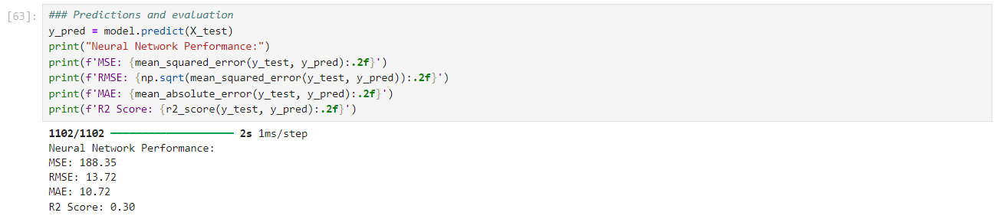 [63]: ### Predictions and evaluation
y_pred = model.predict(X_test)
print("Neural Network Performance:")
print(f'MSE: {mean_squared_error(y_test, y_pred):.2f}')
print(f'RMSE: {np.sqrt(mean_squared_error(y_test, y_pred)):.2f}')
print(f'MAE: {mean_absolute_error(y_test, y_pred):.2f}')
print(f'R2 Score: {r2_score(y_test, y_pred):.2f}')
1102/1102 ━━━━━━━━━━━━━━━━━━━━ 2s 1ms/step
Neural Network Performance:
MSE: 188.35
RMSE: 13.72
MAE: 10.72
R2 Score: 0.30